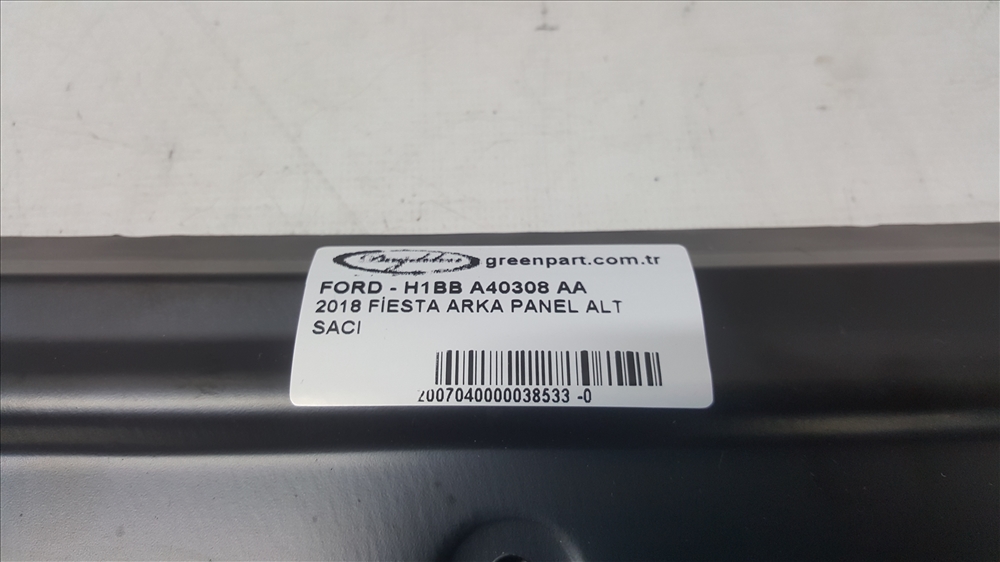 greenpart.com.tr
FORD - H1BB A40308 AA
2018 FİESTA ARKA PANEL ALT
SACI
2007040000038533 -0